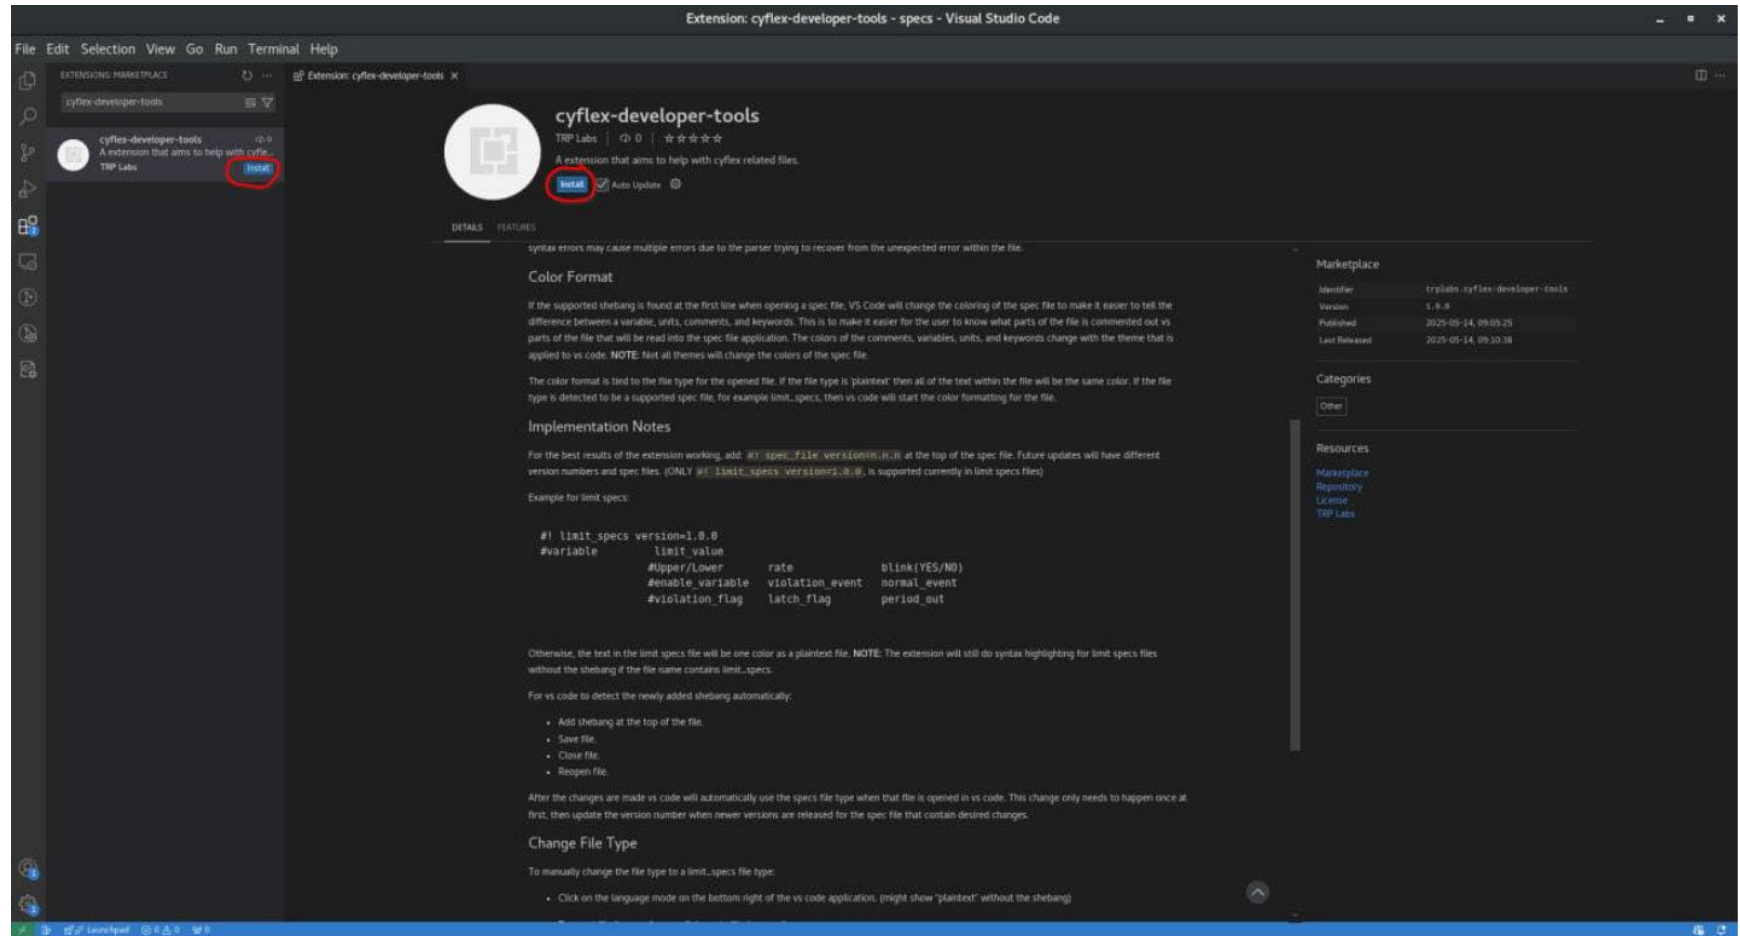 Extension: cyflex-developer-tools - specs - Visual Studio Code
File Edit Selection View Go Run Terminal Help
EXTENSIONS: MARKETPLACE
Extension: cyflex-developer-tools
cyflex-developer-tools
cyflex-developer-tools
0
A extension that aims to help with cyfle...
TRP Labs
Install
cyflex-developer-tools
TRP Labs 0
A extension that aims to help with cyflex related files.
Install Auto Update
DETAILS FEATURES
syntax errors may cause multiple errors due to the parser trying to recover from the unexpected error within the file.
Color Format
If the supported shebang is found at the first line when opening a spec file, VS Code will change the coloring of the spec file to make it easier to tell the
difference between a variable, units, comments, and keywords. This is to make it easier for the user to know what parts of the file is commented out vs
parts of the file that will be read into the spec file application. The colors of the comments, variables, units, and keywords change with the theme that is
applied to vs code. NOTE: Not all themes will change the colors of the spec file.
The color format is tied to the file type for the opened file. If the file type is 'plaintext' then all of the text within the file will be the same color. If the file
type is detected to be a supported spec file, for example limit_specs, then vs code will start the color formatting for the file.
Implementation Notes
For the best results of the extension working, add: #! spec_file version=n.n.n at the top of the spec file. Future updates will have different
version numbers and spec files. (ONLY #! limit_specs version=1.0.0, is supported currently in limit specs files)
Example for limit specs:
#! limit_specs version=1.0.0
#variable limit_value
#Upper/Lower rate blink(YES/NO)
#enable_variable violation_event normal_event
#violation_flag latch_flag period_out
Otherwise, the text in the limit specs file will be one color as a plaintext file. NOTE: The extension will still do syntax highlighting for limit specs files
without the shebang if the file name contains limit_specs.
For vs code to detect the newly added shebang automatically:
• Add shebang at the top of the file.
• Save file.
• Close file.
• Reopen file.
After the changes are made vs code will automatically use the specs file type when that file is opened in vs code. This change only needs to happen once at
first, then update the version number when newer versions are released for the spec file that contain desired changes.
Change File Type
To manually change the file type to a limit_specs file type:
• Click on the language mode on the bottom right of the vs code application. (might show "plaintext" without the shebang)
Marketplace
Identifier trplabs.cyflex-developer-tools
Version 1.0.0
Published 2025-05-14, 09:05:25
Last Released 2025-05-14, 09:10:38
Categories
Other
Resources
Marketplace
Repository
License
TRP Labs
Launchpad 0 0 0